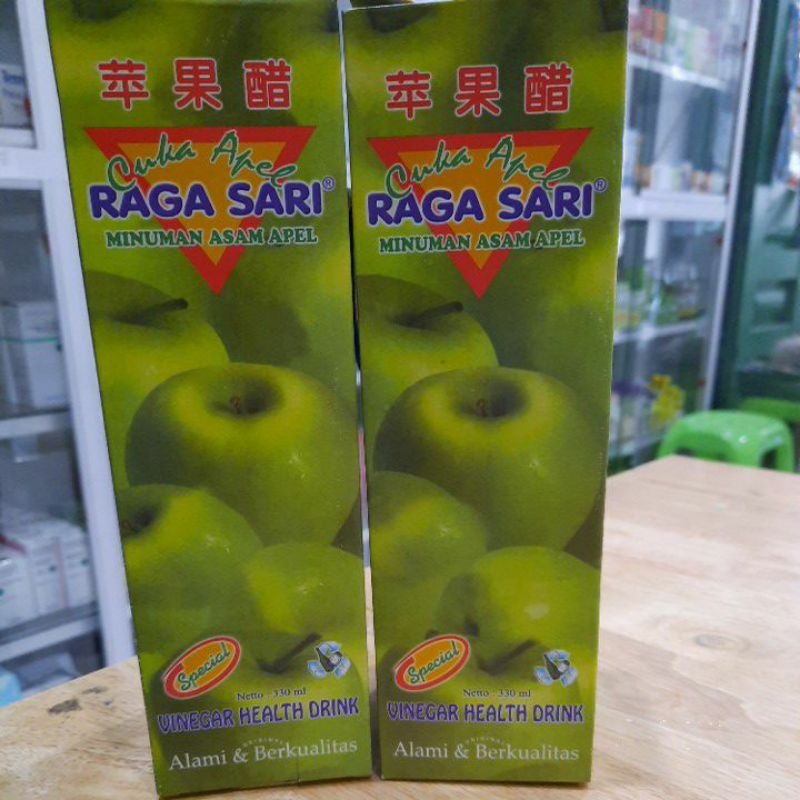 苹果醋
Cuka Apel
RAGA SARI®
MINUMAN ASAM APEL
Special
Netto : 330 ml
VINEGAR HEALTH DRINK
ORIGINAL
Alami & Berkualitas
苹果醋
Cuka Apel
RAGA SARI®
MINUMAN ASAM APEL
Special
Netto : 330 ml
VINEGAR HEALTH DRINK
ORIGINAL
Alami & Berkualitas